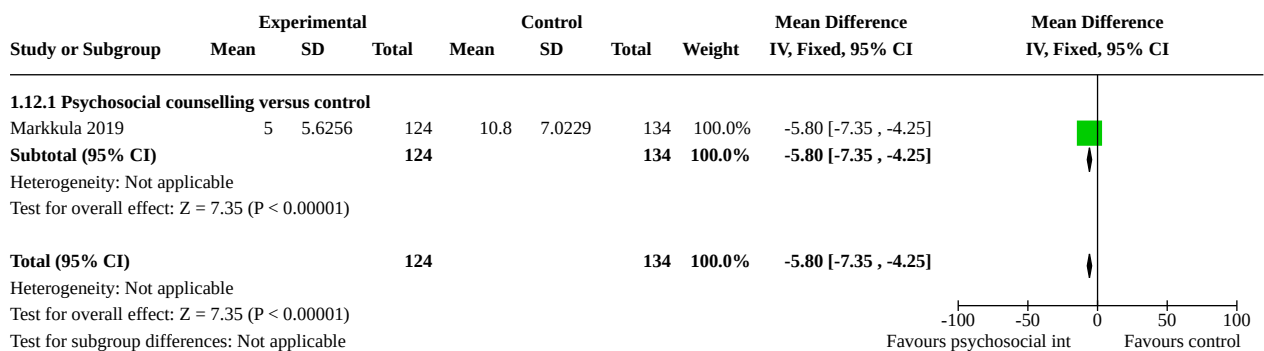 Experimental Control Mean Difference Mean Difference
Study or Subgroup Mean SD Total Mean SD Total Weight IV, Fixed, 95% CI IV, Fixed, 95% CI
1.12.1 Psychosocial counselling versus control
Markkula 2019 5 5.6256 124 10.8 7.0229 134 100.0% -5.80 [-7.35 , -4.25]
Subtotal (95% CI) 124 134 100.0% -5.80 [-7.35 , -4.25]
Heterogeneity: Not applicable
Test for overall effect: Z = 7.35 (P < 0.00001)
Total (95% CI) 124 134 100.0% -5.80 [-7.35 , -4.25]
Heterogeneity: Not applicable
Test for overall effect: Z = 7.35 (P < 0.00001)
Test for subgroup differences: Not applicable
-100 -50 0 50 100
Favours psychosocial int Favours control